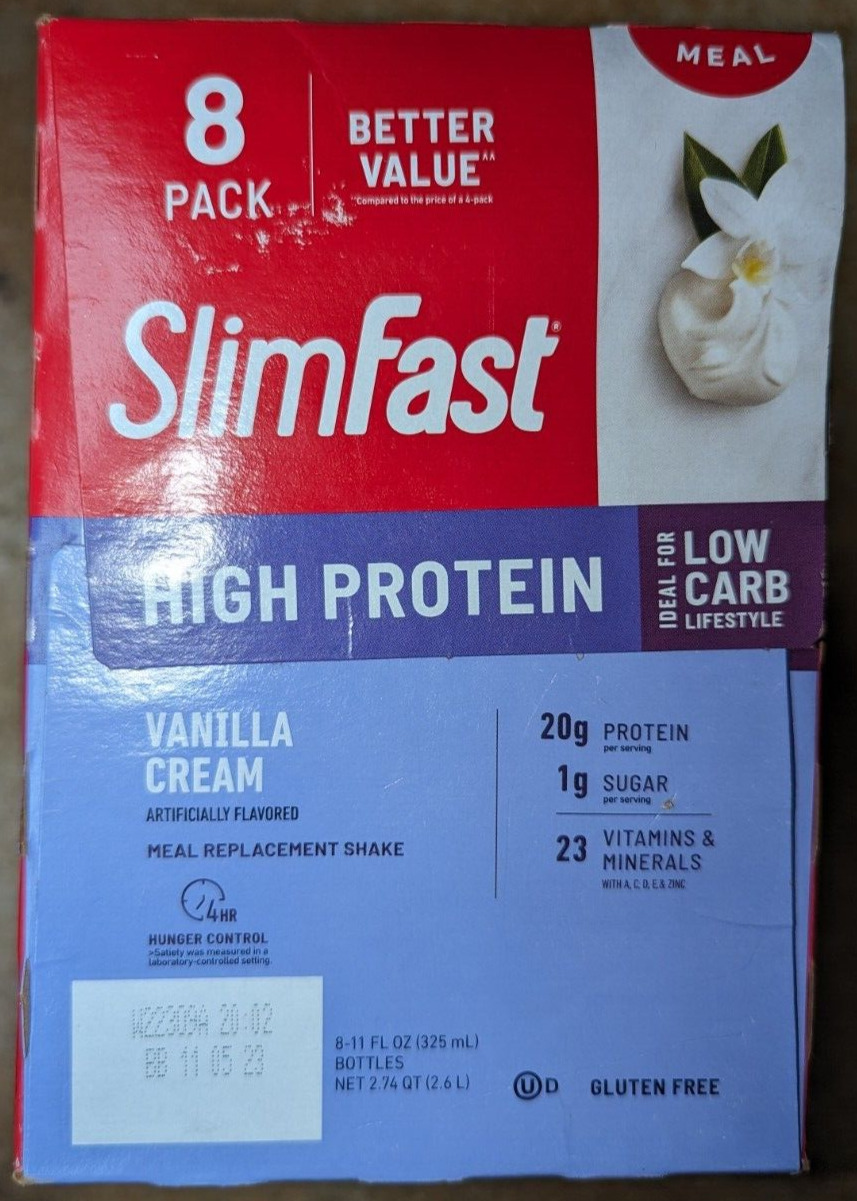 8
PACK
BETTER
VALUE^^
^^Compared to the price of a 4-pack
MEAL
SlimFast®
HIGH PROTEIN
IDEAL FOR
LOW
CARB
LIFESTYLE
VANILLA
CREAM
ARTIFICIALLY FLAVORED
MEAL REPLACEMENT SHAKE
4HR
HUNGER CONTROL
>Satiety was measured in a
laboratory-controlled setting.
20g PROTEIN
per serving
1g SUGAR
per serving
23 VITAMINS &
MINERALS
WITH A, C, D, E & ZINC
20:02
BB 11 05 23
8-11 FL OZ (325 mL)
BOTTLES
NET 2.74 QT (2.6 L)
U D
GLUTEN FREE